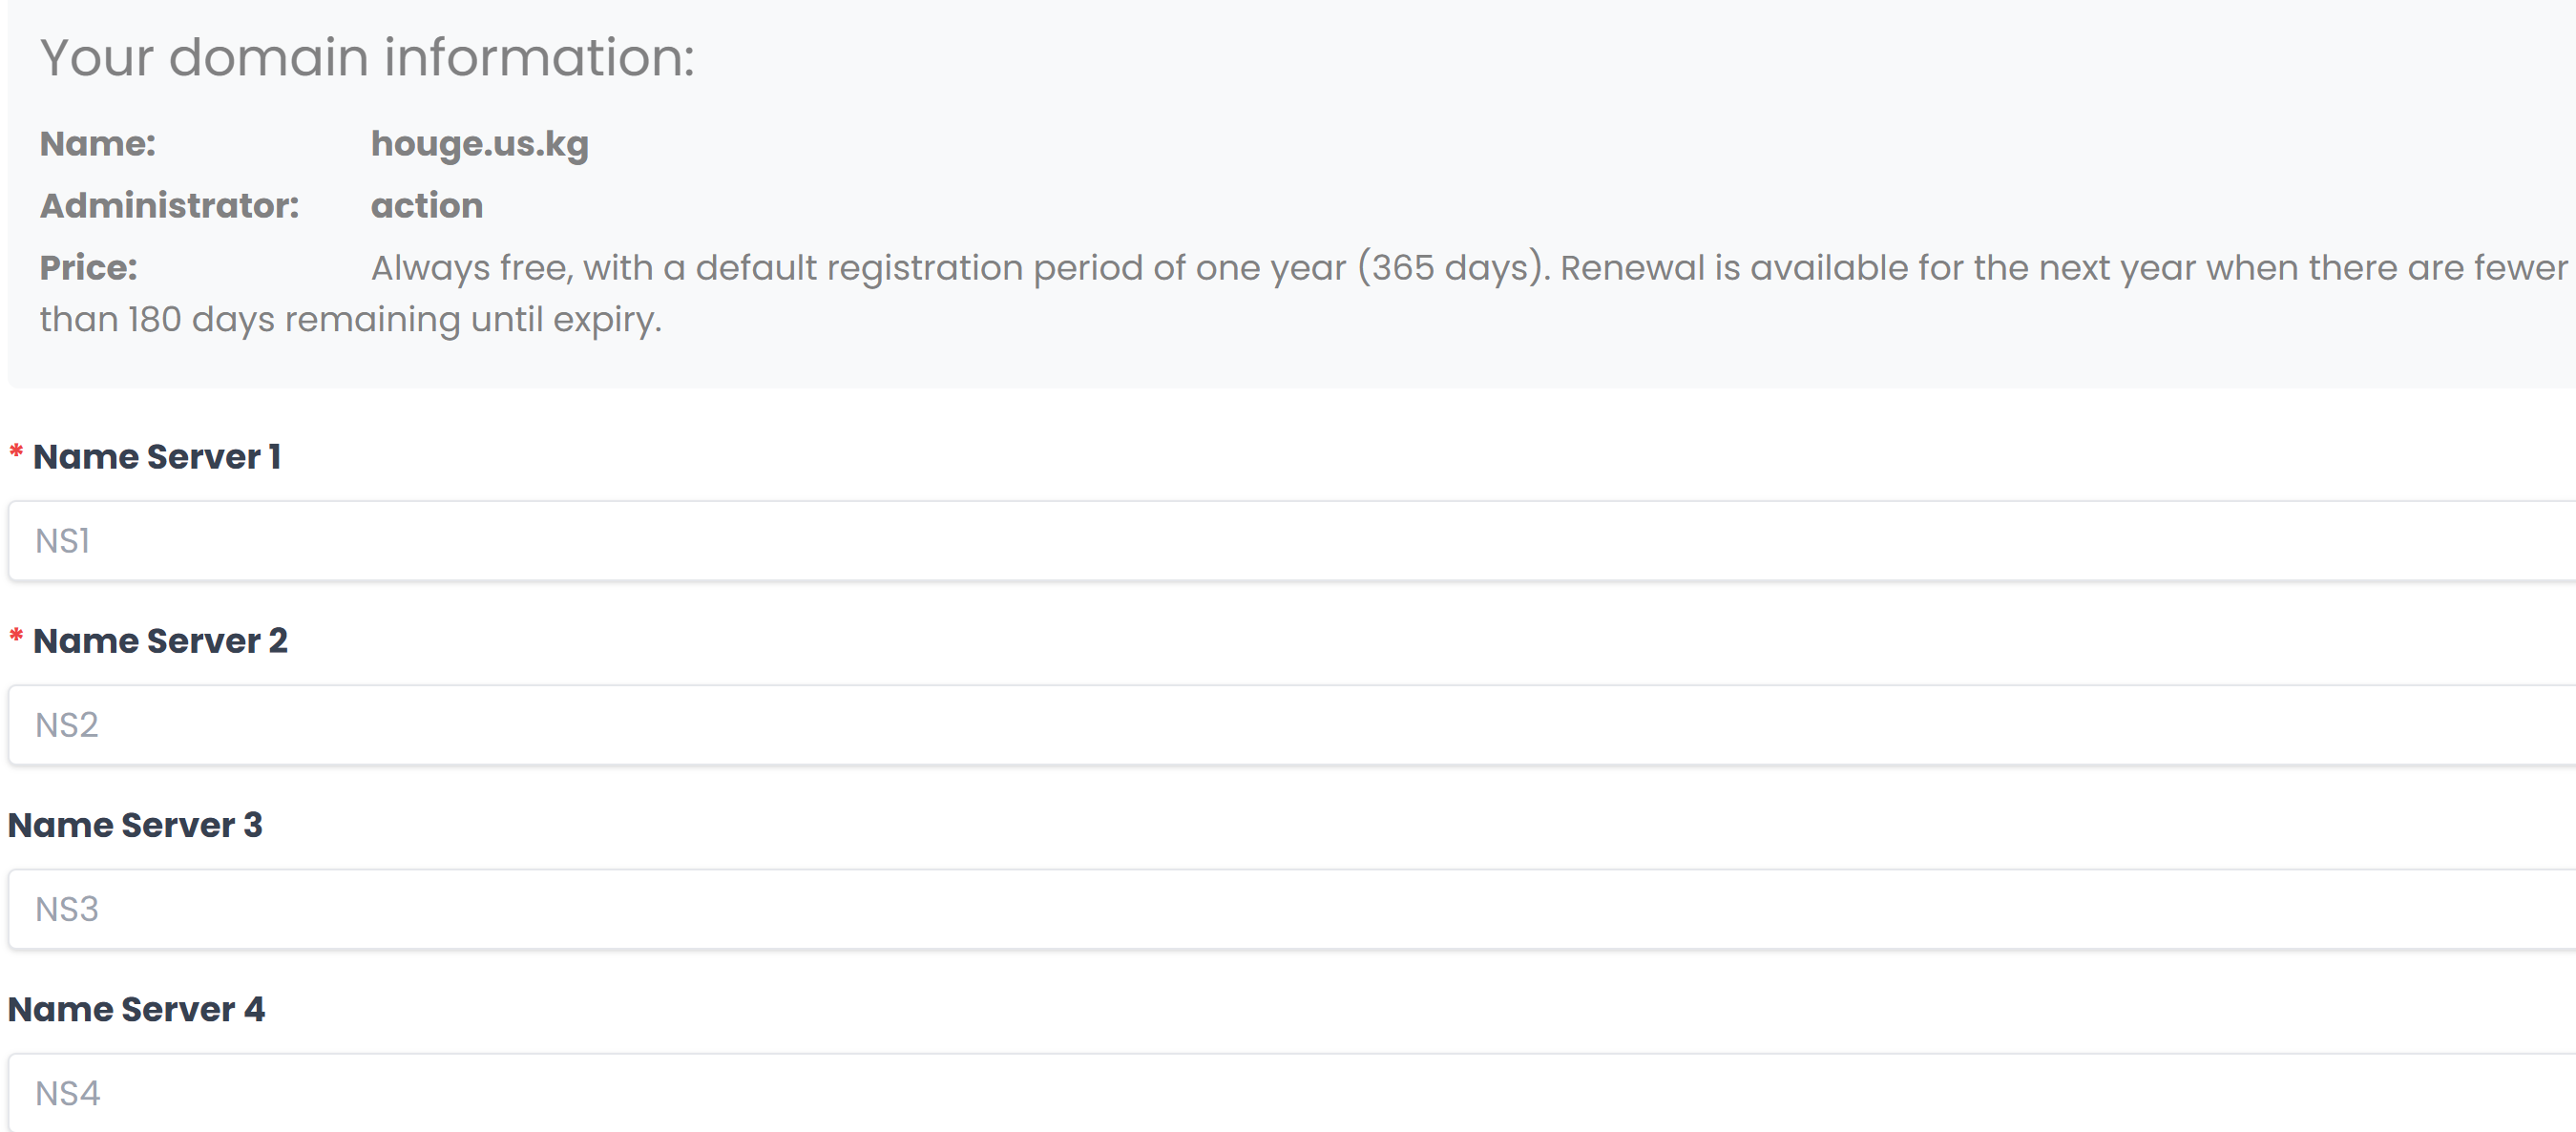 Your domain information:
Name: houge.us.kg
Administrator: action
Price: Always free, with a default registration period of one year (365 days). Renewal is available for the next year when there are fewer
than 180 days remaining until expiry.
* Name Server 1
NS1
* Name Server 2
NS2
Name Server 3
NS3
Name Server 4
NS4